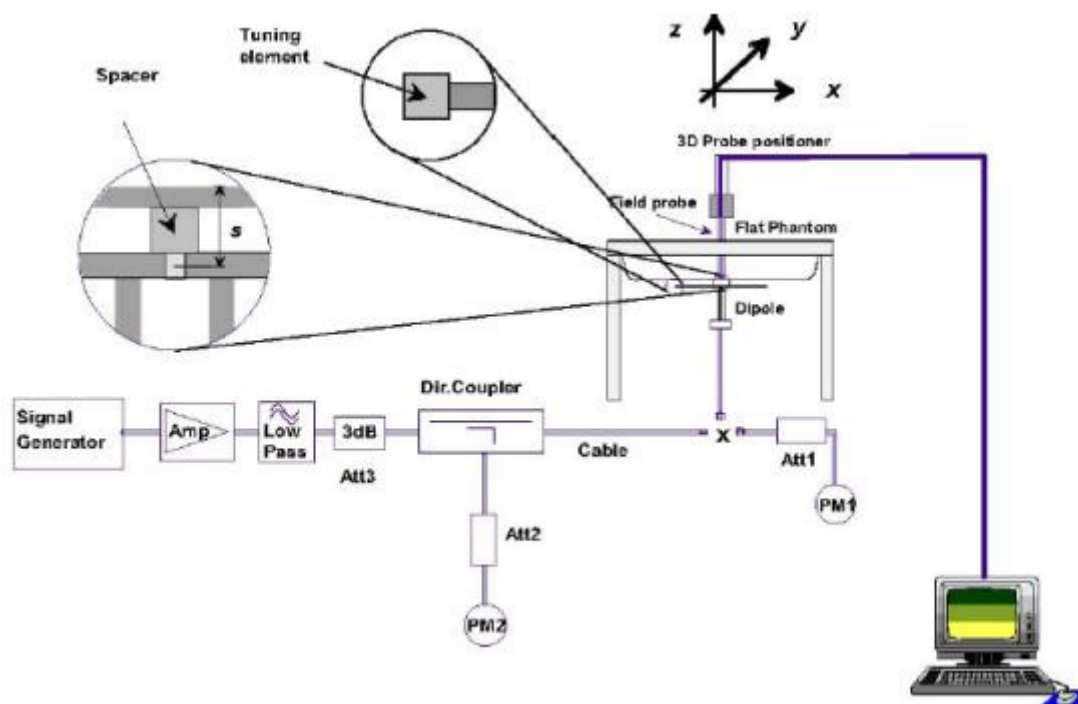 Tuning
element
Spacer
s
z
y
x
3D Probe positioner
Field probe
Flat Phantom
Dipole
Dir.Coupler
Signal
Generator
Amp
Low
Pass
3dB
Att3
Cable
x
Att1
PM1
Att2
PM2